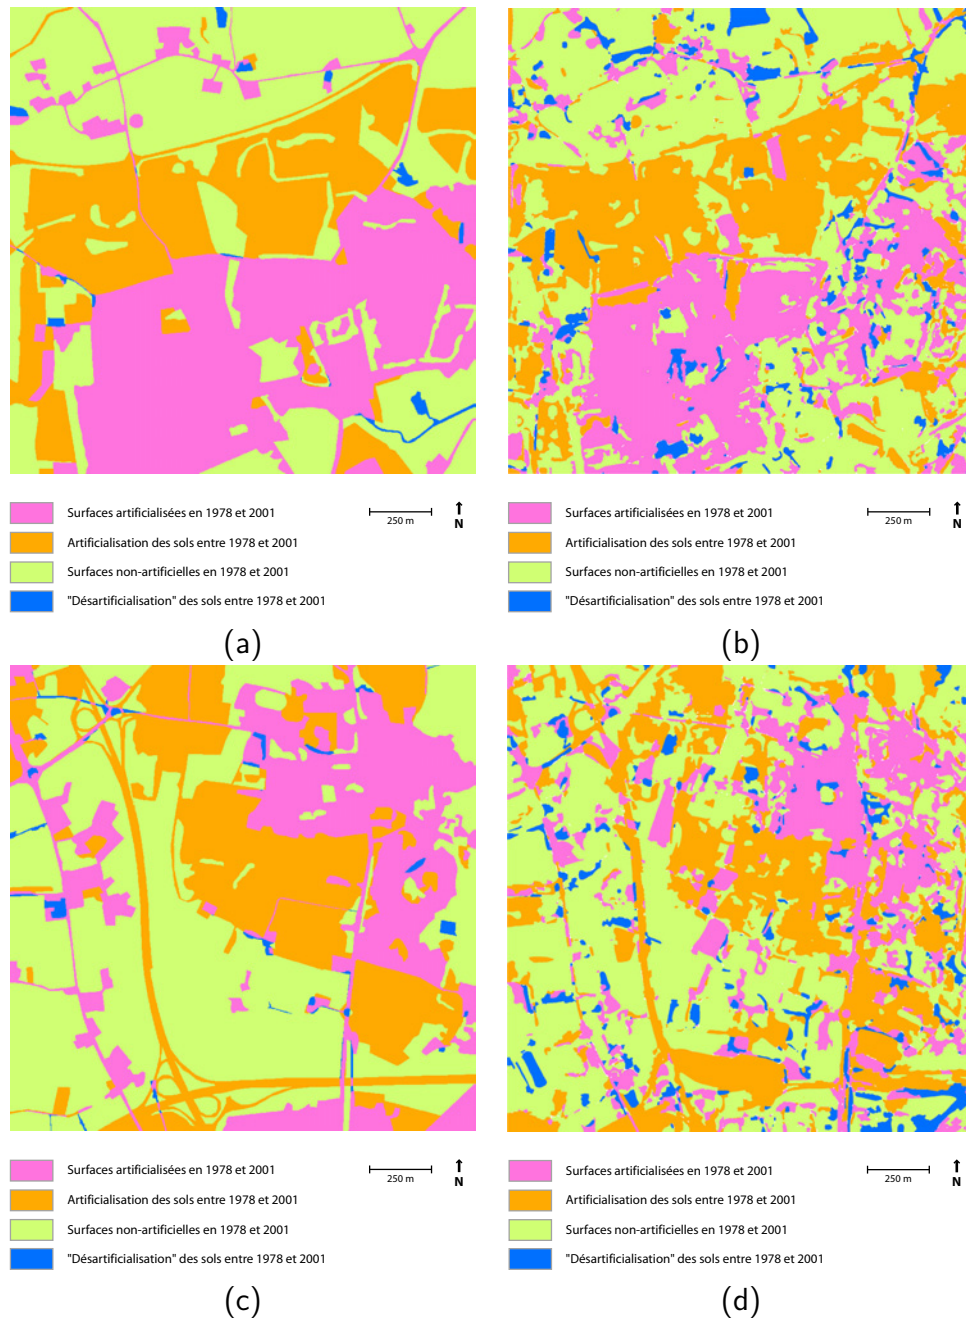 Surfaces artificialisées en 1978 et 2001
Artificialisation des sols entre 1978 et 2001
Surfaces non-artificielles en 1978 et 2001
"Désartificialisation" des sols entre 1978 et 2001
250 m
N
(a)
Surfaces artificialisées en 1978 et 2001
Artificialisation des sols entre 1978 et 2001
Surfaces non-artificielles en 1978 et 2001
"Désartificialisation" des sols entre 1978 et 2001
250 m
N
(b)
Surfaces artificialisées en 1978 et 2001
Artificialisation des sols entre 1978 et 2001
Surfaces non-artificielles en 1978 et 2001
"Désartificialisation" des sols entre 1978 et 2001
250 m
N
(c)
Surfaces artificialisées en 1978 et 2001
Artificialisation des sols entre 1978 et 2001
Surfaces non-artificielles en 1978 et 2001
"Désartificialisation" des sols entre 1978 et 2001
250 m
N
(d)